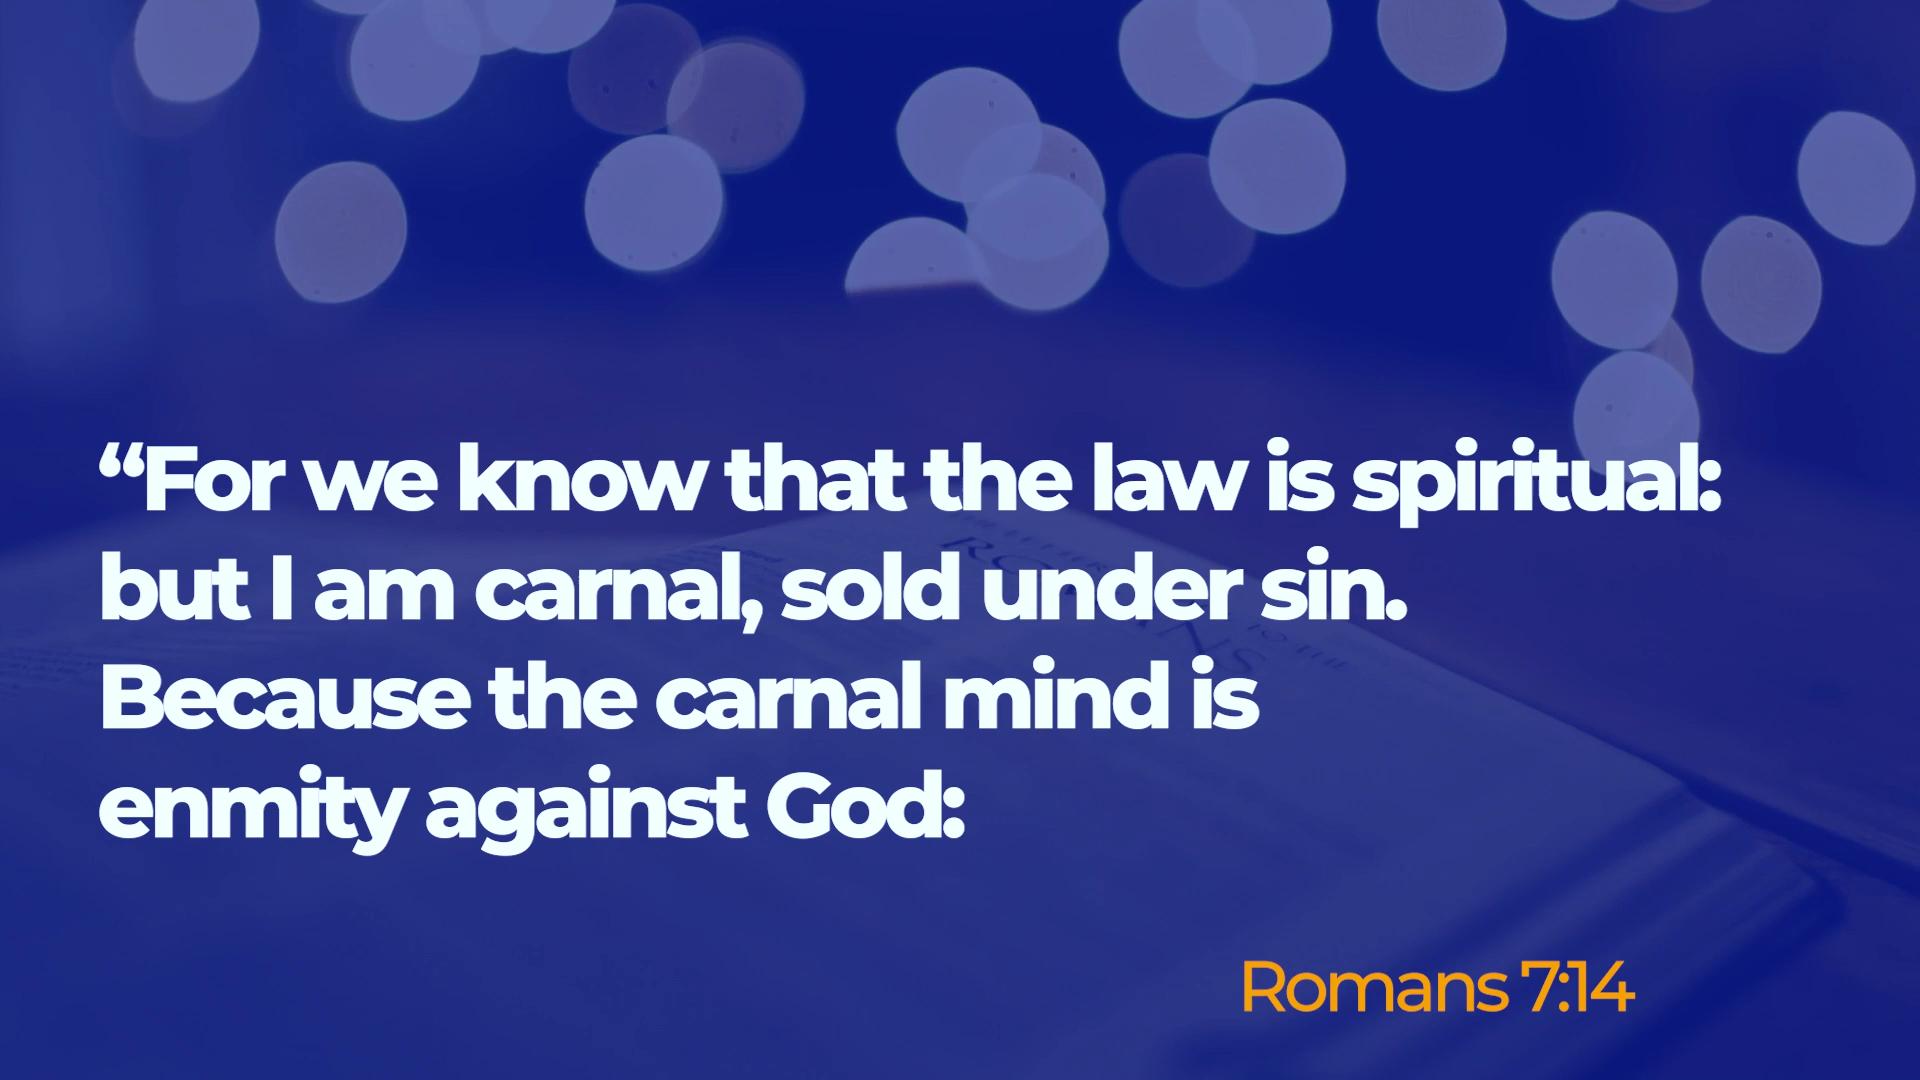 “For we know that the law is spiritual:
but I am carnal, sold under sin.
Because the carnal mind is
enmity against God:
Romans 7:14